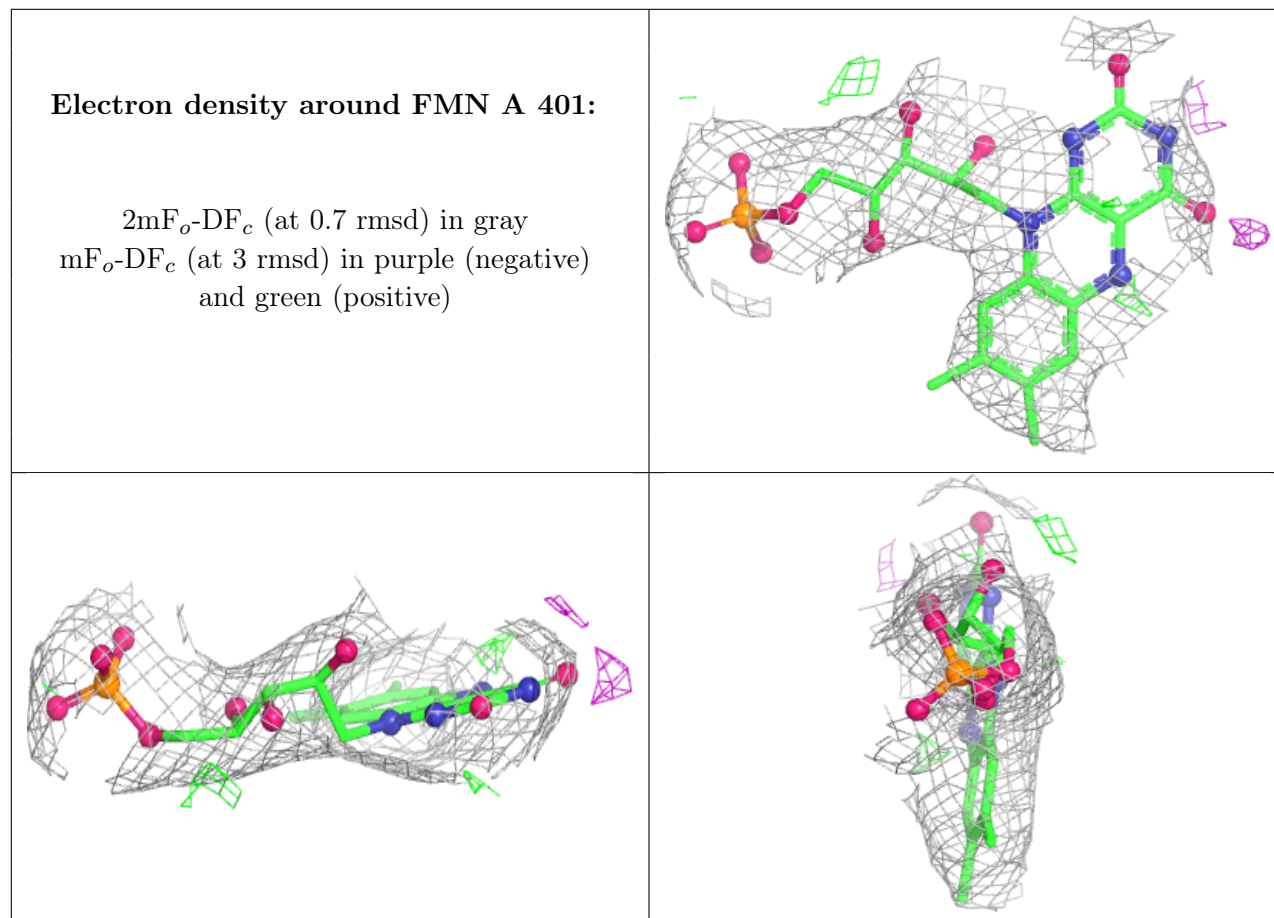 Electron density around FMN A 401:
2mFo-DFc (at 0.7 rmsd) in gray
mFo-DFc (at 3 rmsd) in purple (negative)
and green (positive)